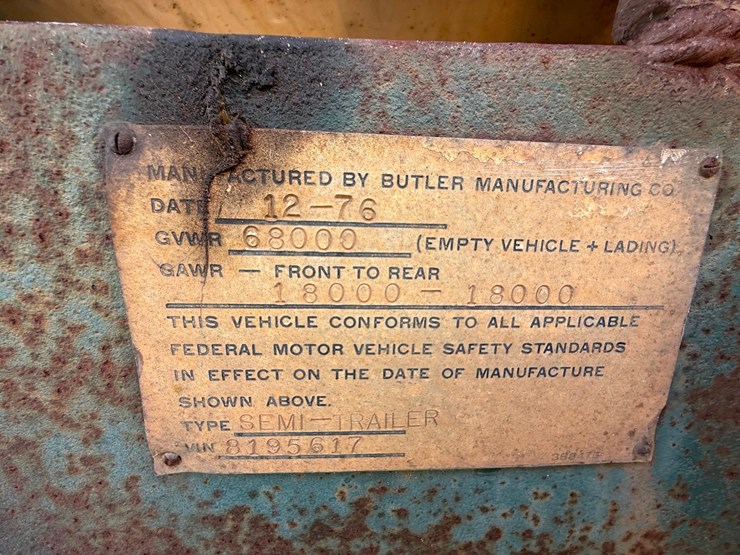 MANUFACTURED BY BUTLER MANUFACTURING CO
DATE 12-76
GVWR 68000 (EMPTY VEHICLE + LADING)
GAWR — FRONT TO REAR
18000 - 18000
THIS VEHICLE CONFORMS TO ALL APPLICABLE
FEDERAL MOTOR VEHICLE SAFETY STANDARDS
IN EFFECT ON THE DATE OF MANUFACTURE
SHOWN ABOVE.
TYPE SEMI-TRAILER
VIN 8195617